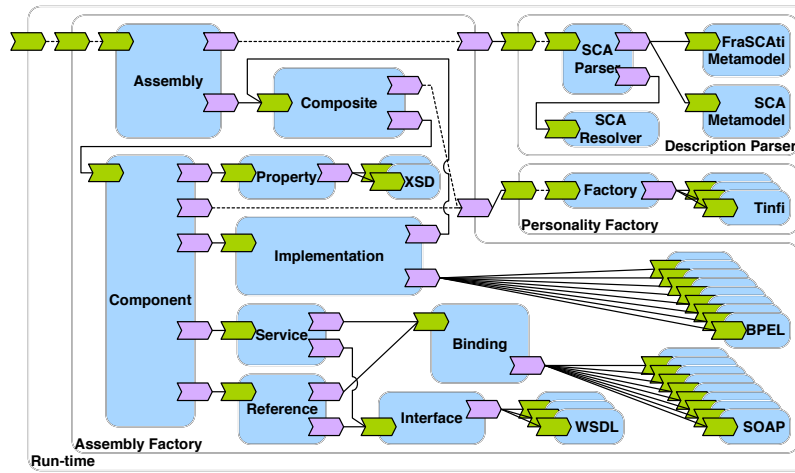 Assembly
Composite
SCA
Parser
FraSCAti
Metamodel
SCA
Metamodel
SCA
Resolver
Description Parser
Component
Property
XSD
Factory
Tinfi
Personality Factory
Implementation
BPEL
Service
Binding
Reference
Interface
WSDL
SOAP
Assembly Factory
Run-time